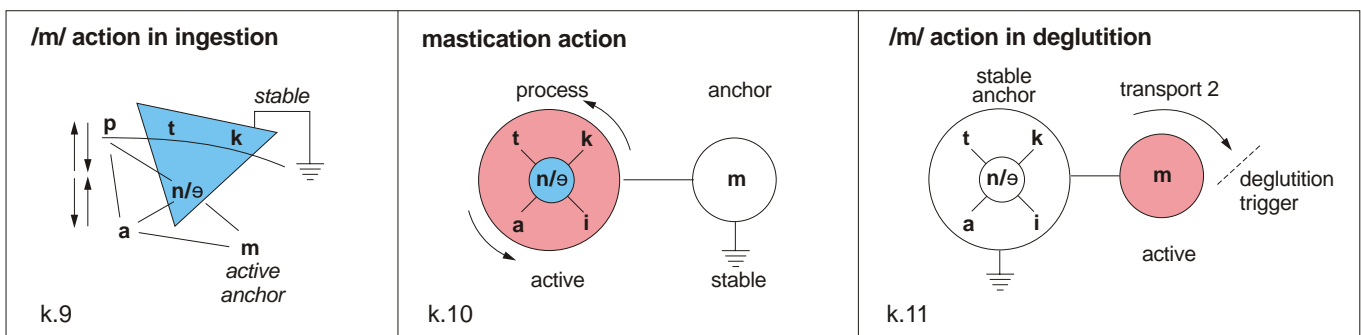 /m/ action in ingestion
stable
p
t
k
n/ɘ
a
m
active
anchor
k.9
mastication action
process
anchor
t
k
n/ɘ
m
a
i
active
stable
k.10
/m/ action in deglutition
stable
anchor
transport 2
t
k
n/ɘ
m
a
i
deglutition
trigger
active
k.11